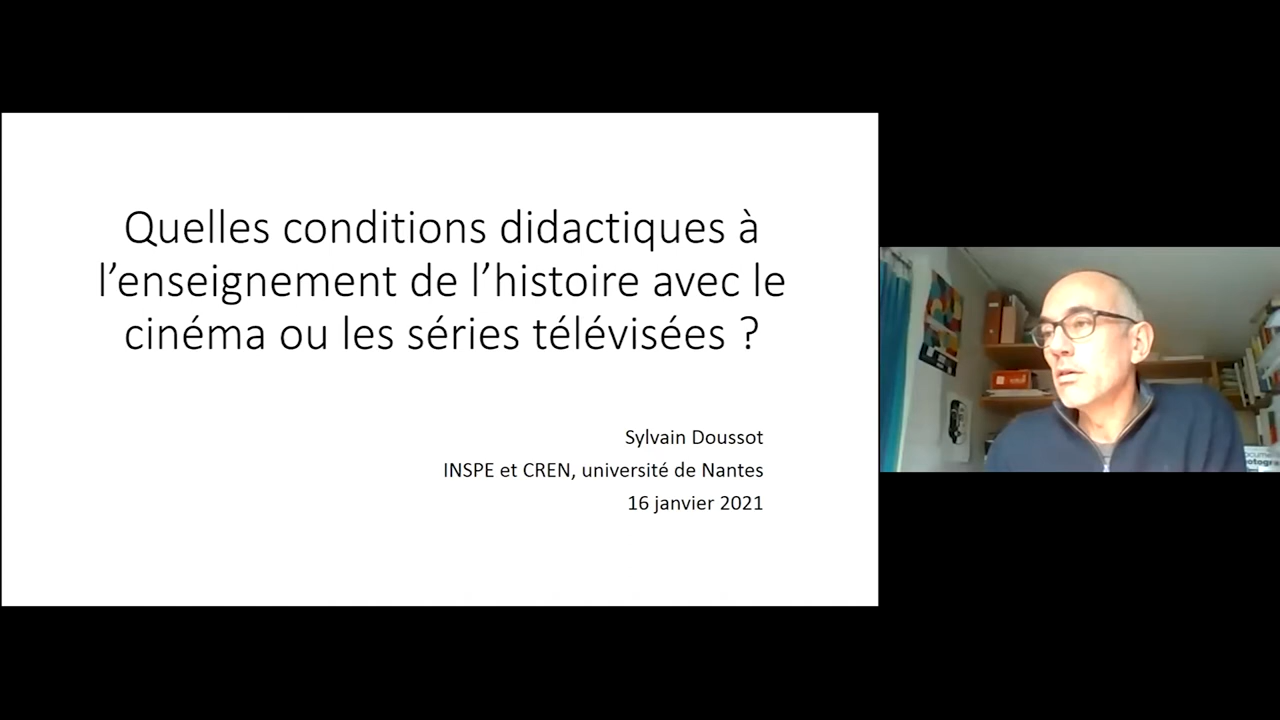 Quelles conditions didactiques à
l’enseignement de l’histoire avec le
cinéma ou les séries télévisées ?
Sylvain Doussot
INSPE et CREN, université de Nantes
16 janvier 2021